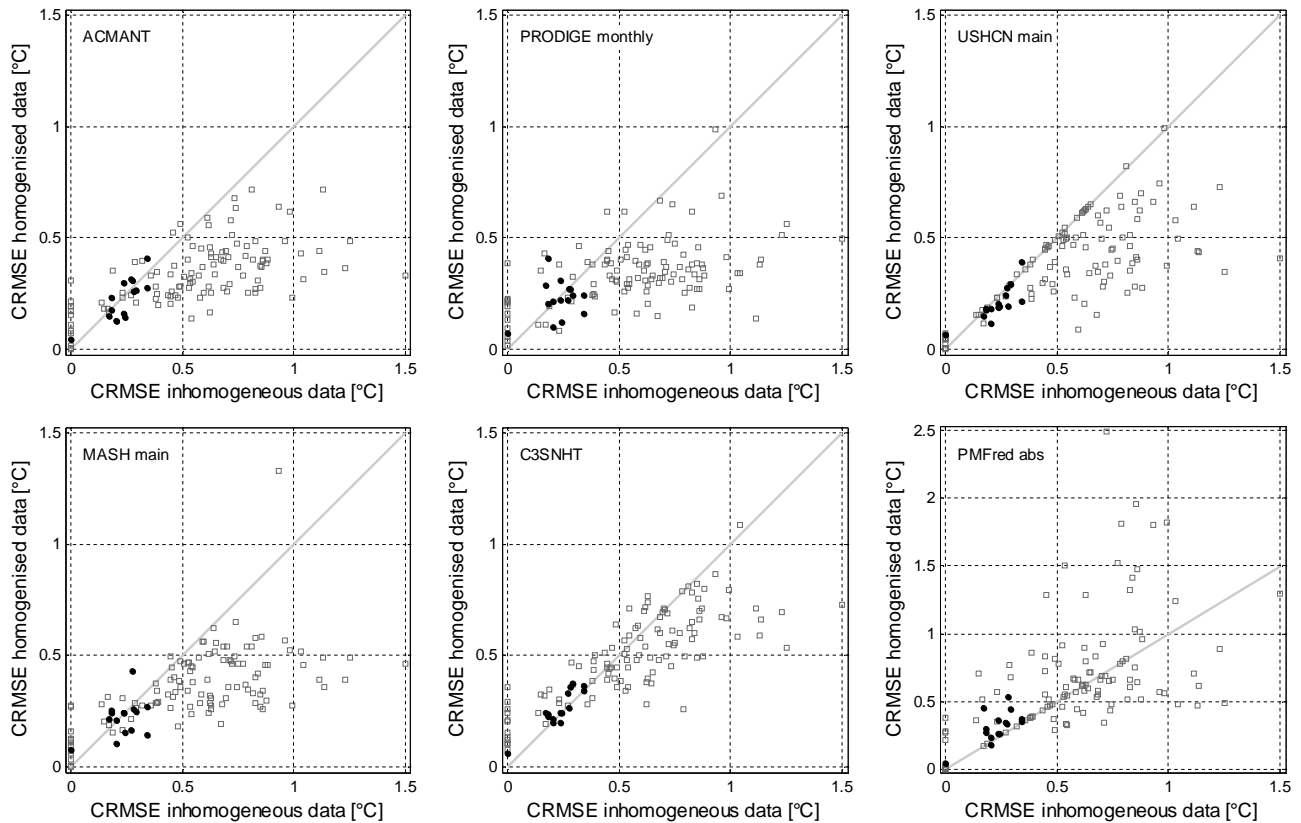 ACMANT
CRMSE homogenised data [°C]
1.5
1
0.5
0
0 0.5 1 1.5
CRMSE inhomogeneous data [°C]
PRODIGE monthly
CRMSE homogenised data [°C]
1.5
1
0.5
0
0 0.5 1 1.5
CRMSE inhomogeneous data [°C]
USHCN main
CRMSE homogenised data [°C]
1.5
1
0.5
0
0 0.5 1 1.5
CRMSE inhomogeneous data [°C]
MASH main
CRMSE homogenised data [°C]
1.5
1
0.5
0
0 0.5 1 1.5
CRMSE inhomogeneous data [°C]
C3SNHT
CRMSE homogenised data [°C]
1.5
1
0.5
0
0 0.5 1 1.5
CRMSE inhomogeneous data [°C]
PMFred abs
CRMSE homogenised data [°C]
2.5
2
1.5
1
0.5
0
0 0.5 1 1.5
CRMSE inhomogeneous data [°C]